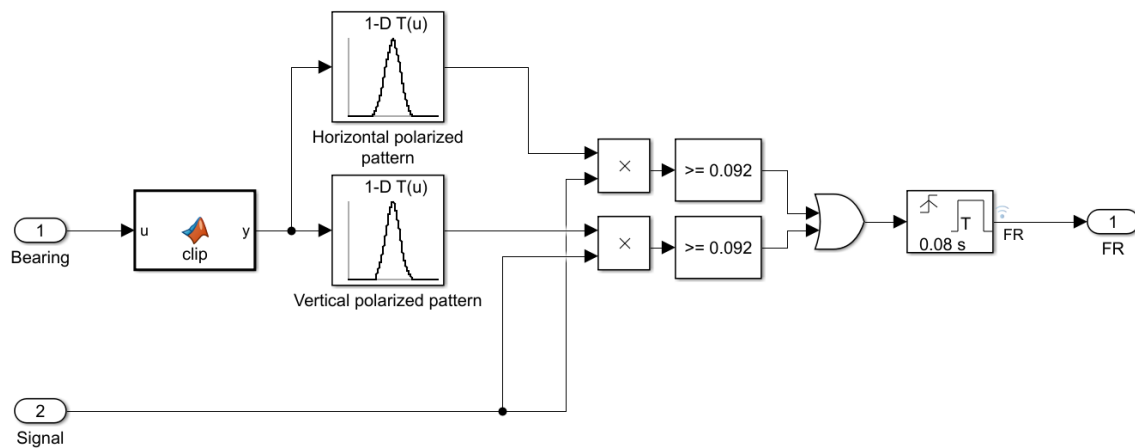 1-D T(u)
Horizontal polarized
pattern
1-D T(u)
Vertical polarized pattern
1
Bearing
u
y
clip
×
>= 0.092
×
>= 0.092
T
0.08 s
FR
1
FR
2
Signal